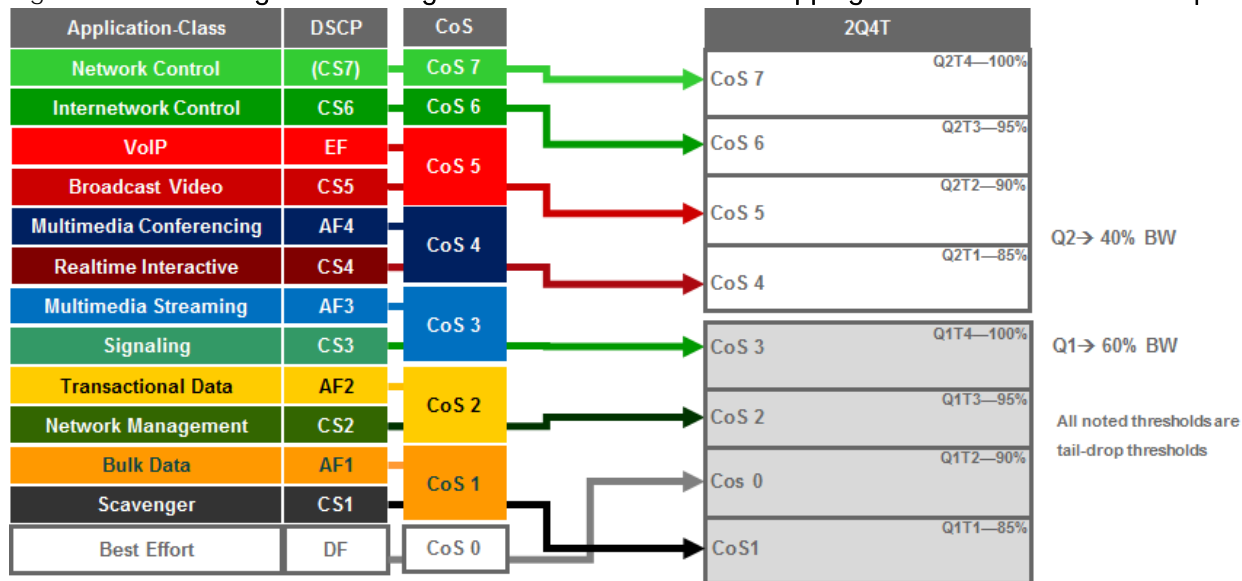 Application-Class DSCP CoS 2Q4T
Network Control (CS7) CoS 7
Internetwork Control CS6 CoS 6
VoIP EF CoS 5
Broadcast Video CS5
Multimedia Conferencing AF4 CoS 4
Realtime Interactive CS4
Multimedia Streaming AF3 CoS 3
Signaling CS3
Transactional Data AF2 CoS 2
Network Management CS2
Bulk Data AF1 CoS 1
Scavenger CS1
Best Effort DF CoS 0
Q2T4—100%
CoS 7
Q2T3—95%
CoS 6
Q2T2—90%
CoS 5
Q2T1—85%
CoS 4
Q1T4—100%
CoS 3
Q1T3—95%
CoS 2
Q1T2—90%
Cos 0
Q1T1—85%
CoS1
Q2→ 40% BW
Q1→ 60% BW
All noted thresholds are
tail-drop thresholds